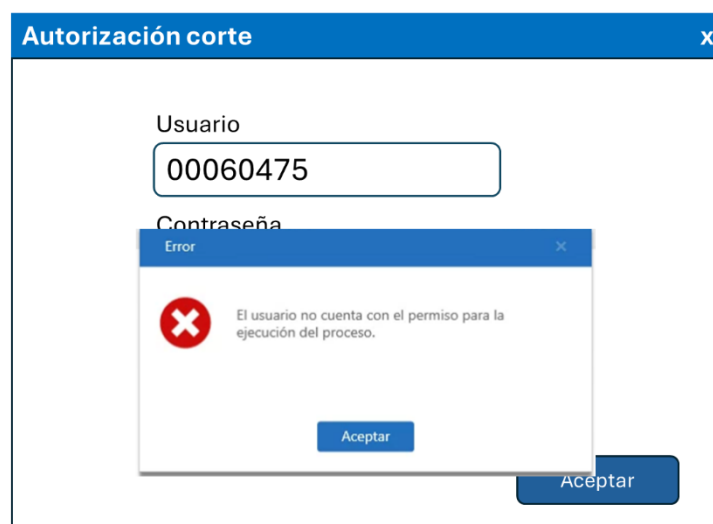 Autorización corte x
Usuario
00060475
Contraseña
Error ×
El usuario no cuenta con el permiso para la
ejecución del proceso.
Aceptar
Aceptar